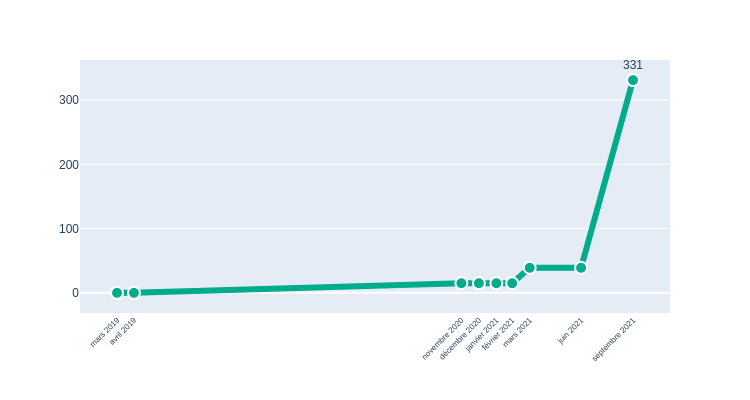 331
300
200
100
0
mars 2019
avril 2019
novembre 2020
décembre 2020
janvier 2021
février 2021
mars 2021
juin 2021
septembre 2021